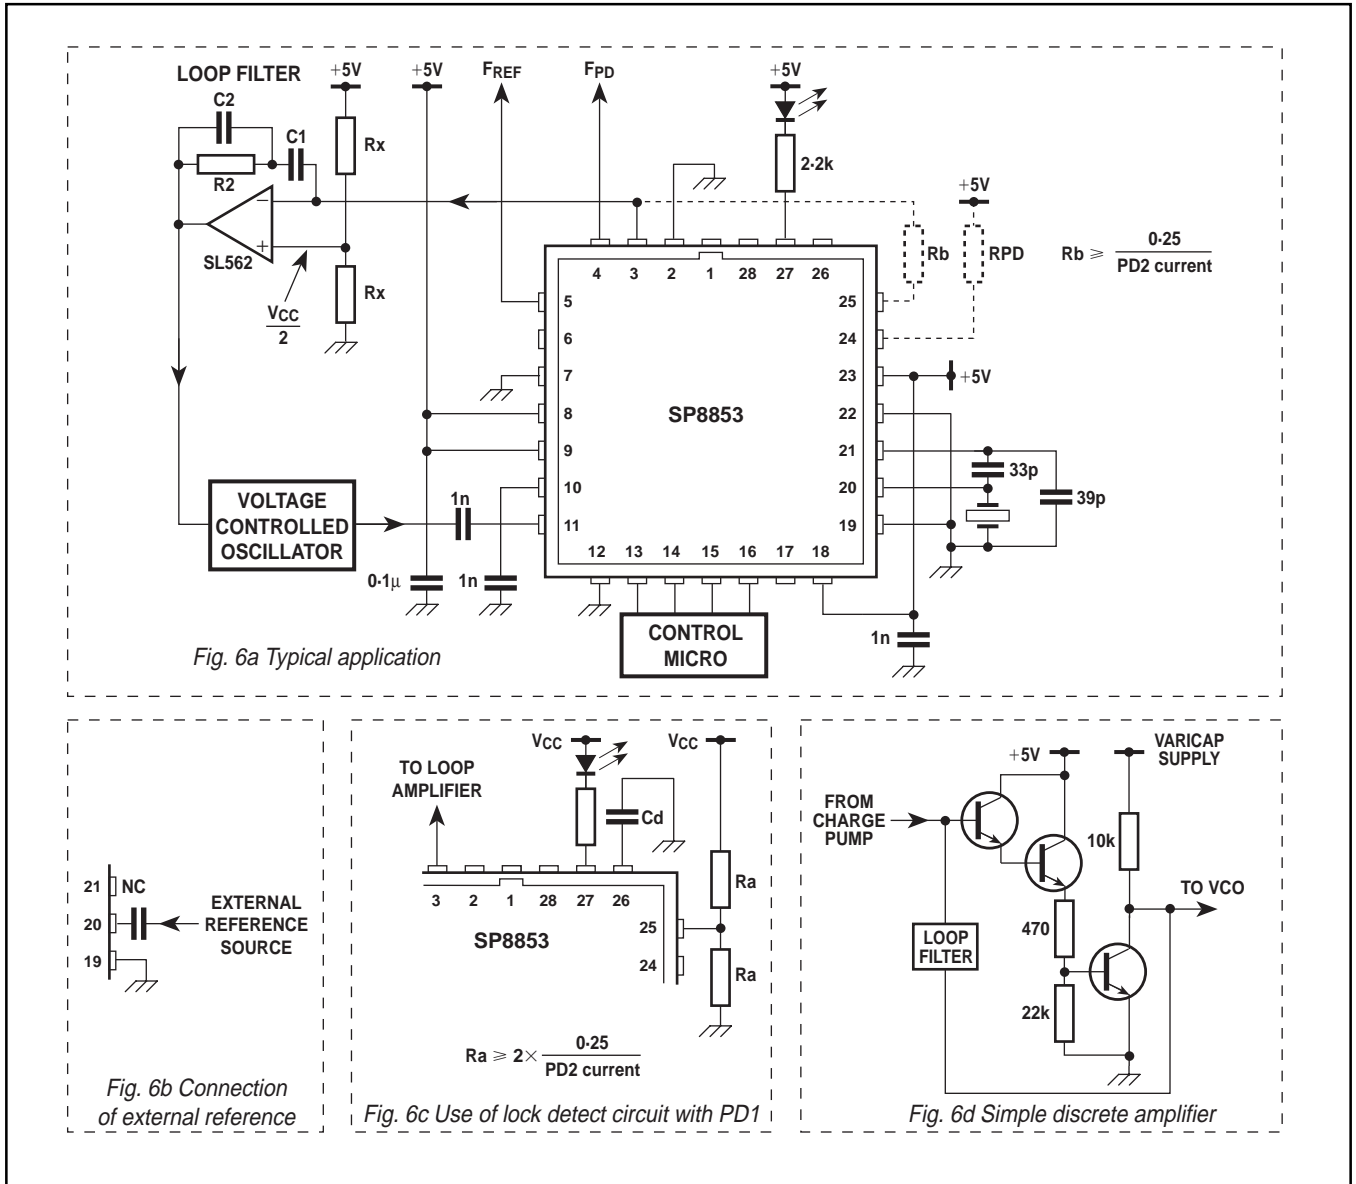 LOOP FILTER
+5V
+5V
FREF
FPD
+5V
C2
C1
Rx
R2
2·2k
+5V
−
+
SL562
Rx
VCC
2
4 3 2 1 28 27 26
Rb
RPD
Rb ⩾ 0·25
PD2 current
5
6
7
8
9
10
11
25
24
23
22
21
20
19
+5V
SP8853
33p
39p
VOLTAGE
CONTROLLED
OSCILLATOR
1n
12 13 14 15 16 17 18
0·1µ
1n
CONTROL
MICRO
1n
Fig. 6a Typical application
21 NC
20
19
EXTERNAL
REFERENCE
SOURCE
Fig. 6b Connection
of external reference
VCC
VCC
TO LOOP
AMPLIFIER
Cd
3 2 1 28 27 26
Ra
25
SP8853
24
Ra
Ra ⩾ 2× 0·25
PD2 current
Fig. 6c Use of lock detect circuit with PD1
+5V
VARICAP
SUPPLY
FROM
CHARGE
PUMP
10k
TO VCO
470
LOOP
FILTER
22k
Fig. 6d Simple discrete amplifier